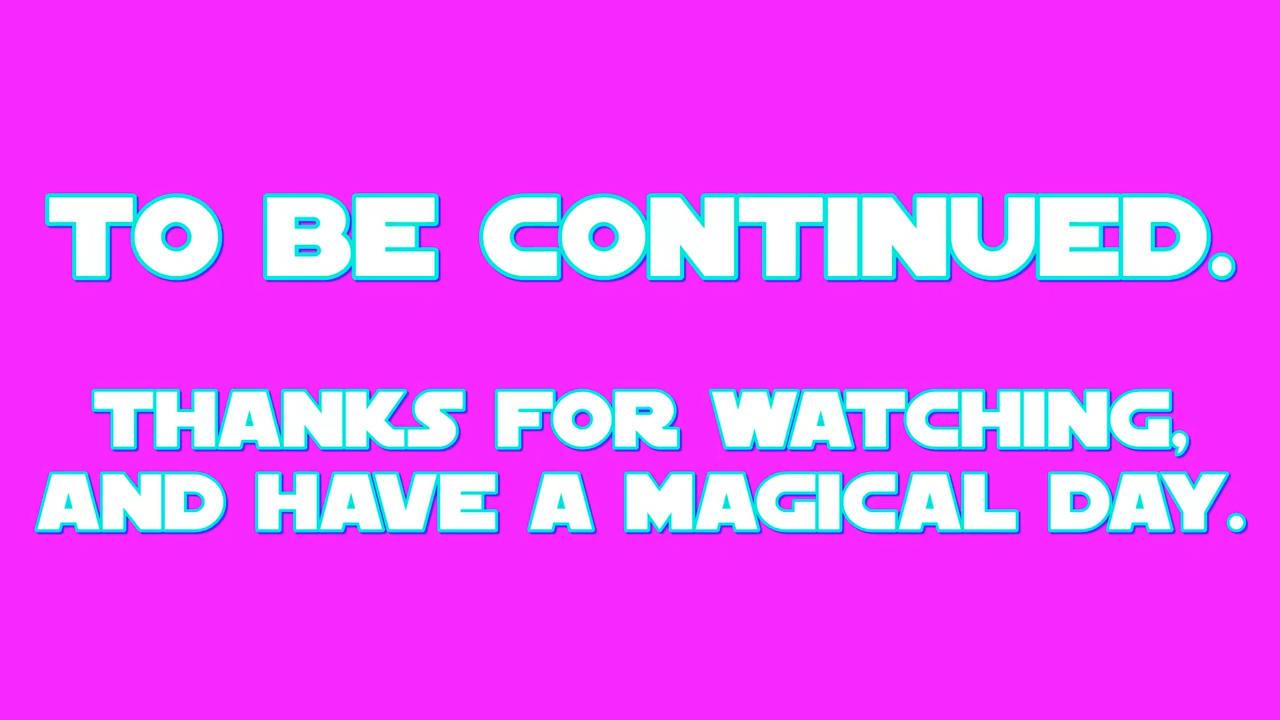 TO BE CONTINUED.
THANKS FOR WATCHING,
AND HAVE A MAGICAL DAY.